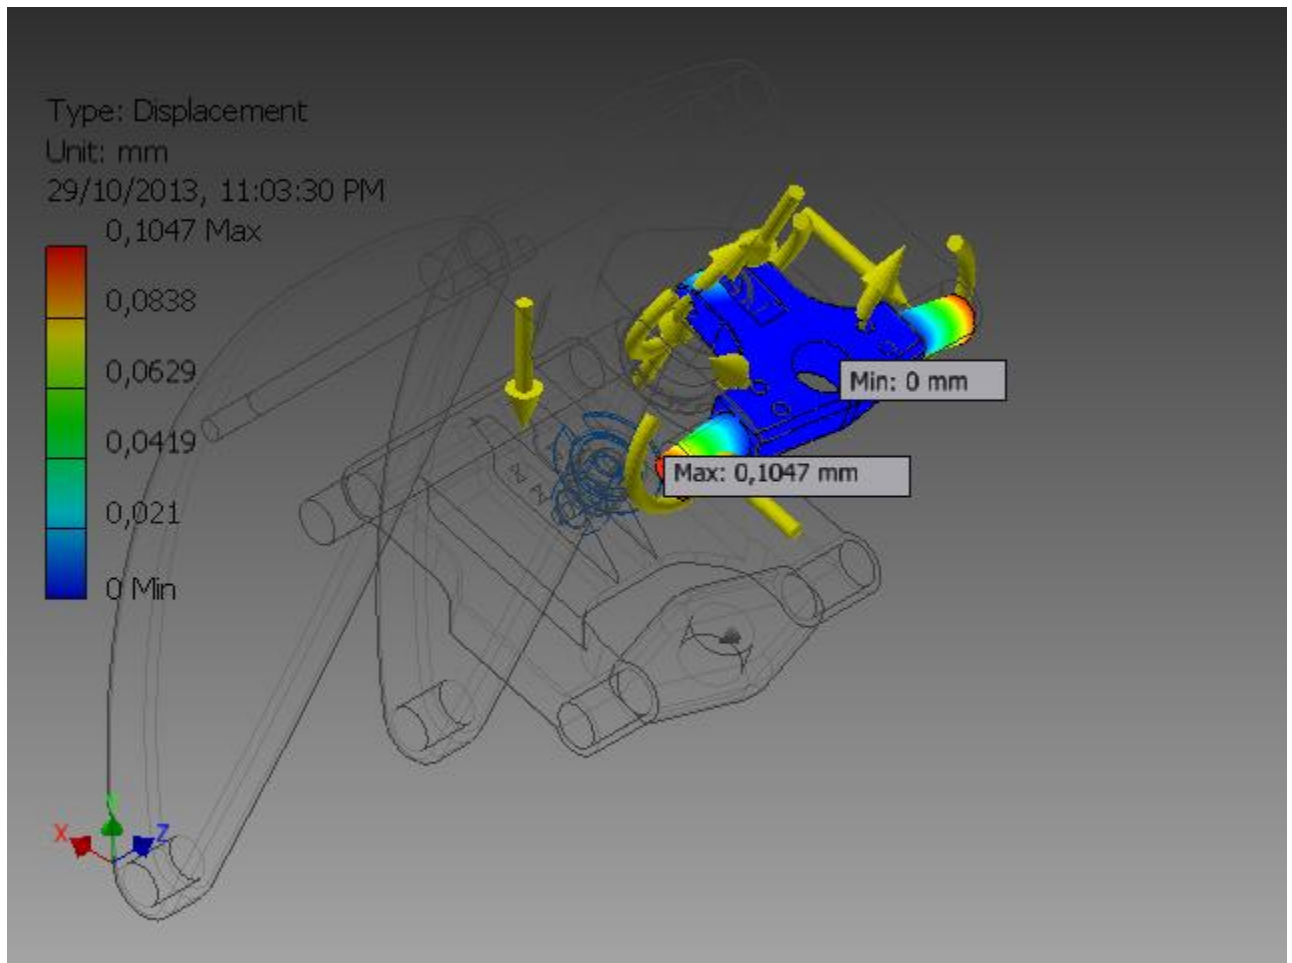 Type: Displacement
Unit: mm
29/10/2013, 11:03:30 PM
0,1047 Max
0,0838
0,0629
0,0419
0,021
0 Min
Min: 0 mm
Max: 0,1047 mm
X
Z